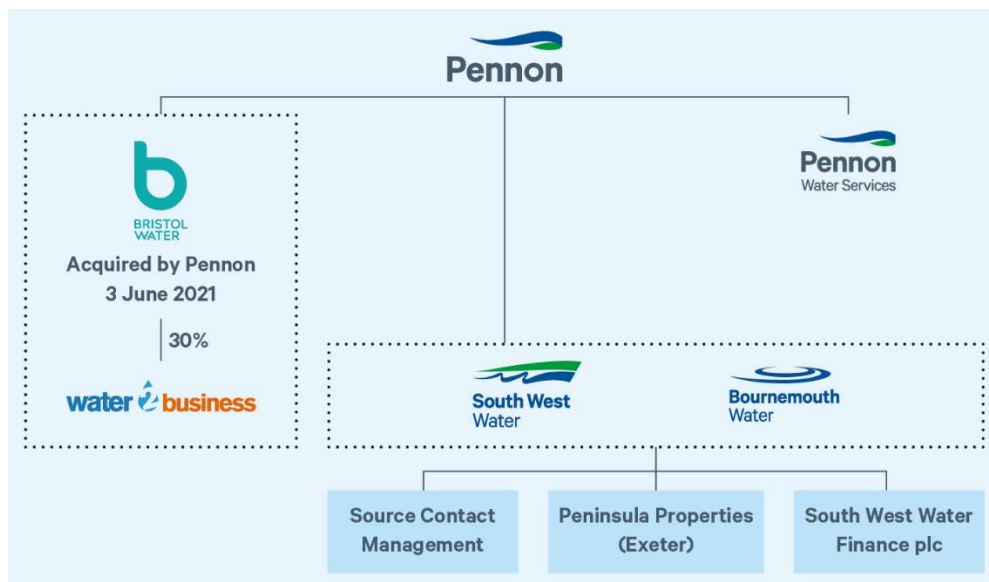 Pennon
BRISTOL
WATER
Acquired by Pennon
3 June 2021
30%
water 2 business
Pennon
Water Services
South West
Water
Bournemouth
Water
Source Contact
Management
Peninsula Properties
(Exeter)
South West Water
Finance plc